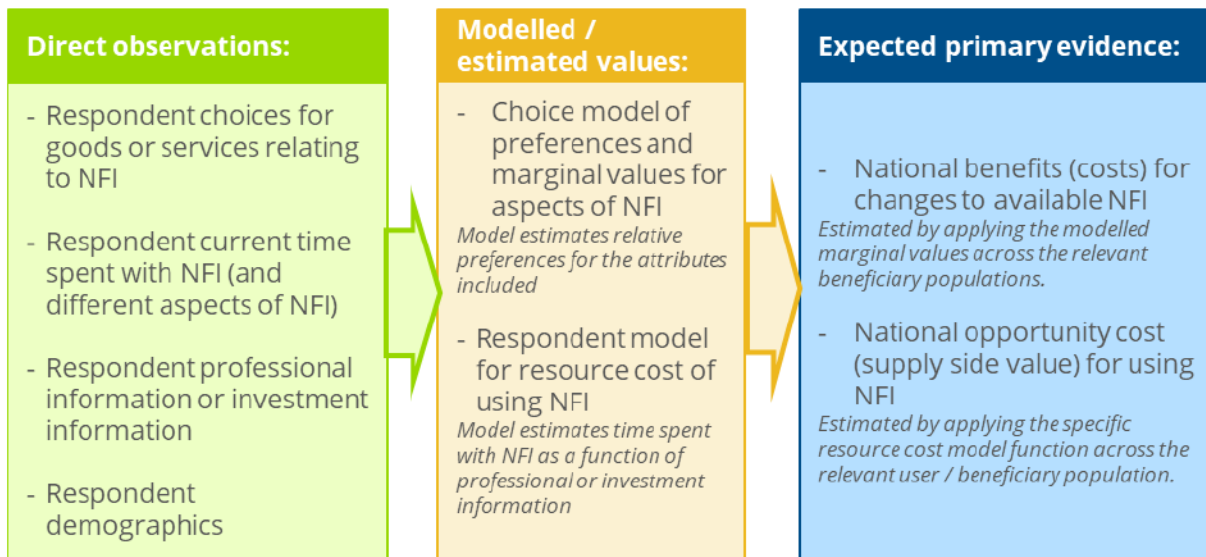 Direct observations:
- Respondent choices for
goods or services relating
to NFI
- Respondent current time
spent with NFI (and
different aspects of NFI)
- Respondent professional
information or investment
information
- Respondent
demographics
Modelled /
estimated values:
- Choice model of
preferences and
marginal values for
aspects of NFI
Model estimates relative
preferences for the attributes
included
- Respondent model
for resource cost of
using NFI
Model estimates time spent
with NFI as a function of
professional or investment
information
Expected primary evidence:
- National benefits (costs) for
changes to available NFI
Estimated by applying the modelled
marginal values across the relevant
beneficiary populations.
- National opportunity cost
(supply side value) for using
NFI
Estimated by applying the specific
resource cost model function across the
relevant user / beneficiary population.